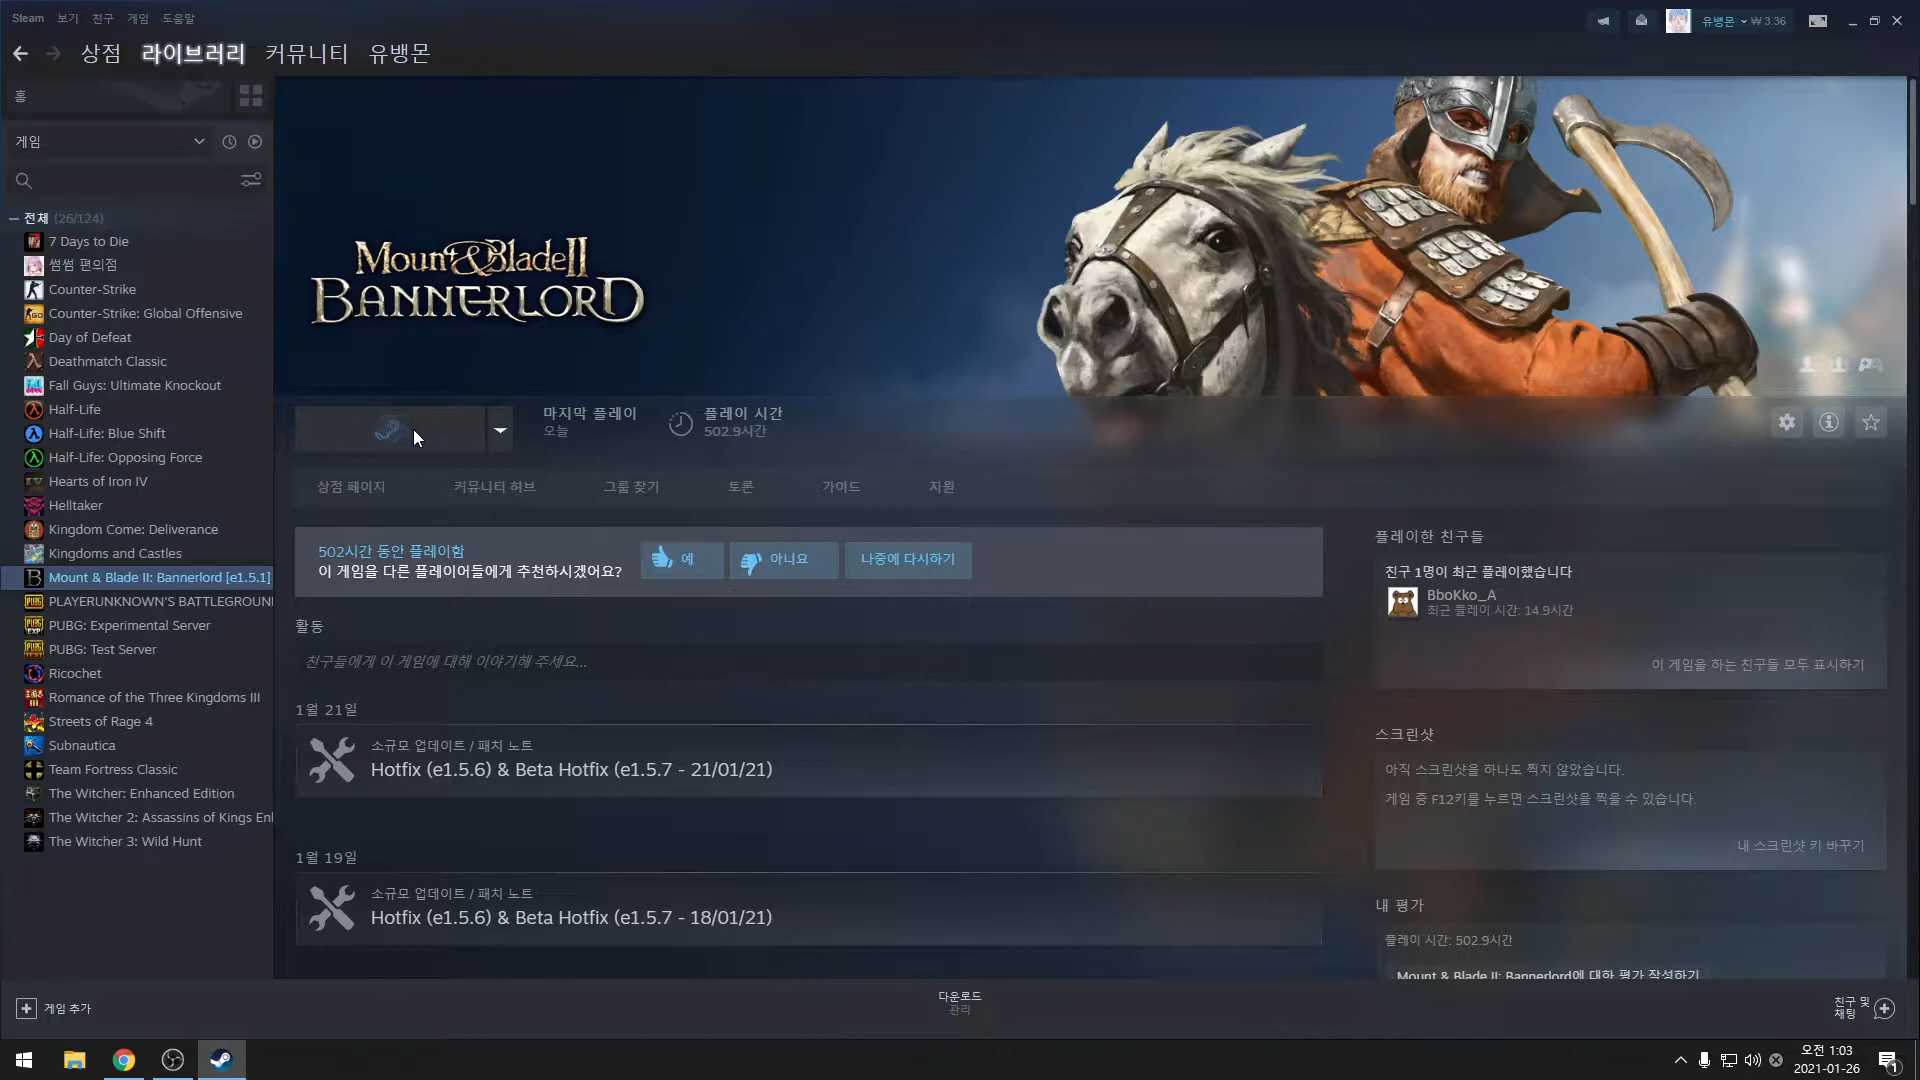 Steam 보기 친구 게임 도움말
유뱅몬 ₩ 3.36
상점 라이브러리 커뮤니티 유뱅몬
홈
게임
전체 (26/124)
7 Days to Die
썸썸 편의점
Counter-Strike
Counter-Strike: Global Offensive
Day of Defeat
Deathmatch Classic
Fall Guys: Ultimate Knockout
Half-Life
Half-Life: Blue Shift
Half-Life: Opposing Force
Hearts of Iron IV
Helltaker
Kingdom Come: Deliverance
Kingdoms and Castles
Mount & Blade II: Bannerlord [e1.5.1]
PLAYERUNKNOWN'S BATTLEGROUN
PUBG: Experimental Server
PUBG: Test Server
Ricochet
Romance of the Three Kingdoms III
Streets of Rage 4
Subnautica
Team Fortress Classic
The Witcher: Enhanced Edition
The Witcher 2: Assassins of Kings En
The Witcher 3: Wild Hunt
게임 추가
Mount & Blade II
BANNERLORD
마지막 플레이
오늘
플레이 시간
502.9시간
상점 페이지 커뮤니티 허브 그룹 찾기 토론 가이드 지원
502시간 동안 플레이함
이 게임을 다른 플레이어들에게 추천하시겠어요?
예 아니요 나중에 다시하기
활동
친구들에게 이 게임에 대해 이야기해 주세요...
1월 21일
소규모 업데이트 / 패치 노트
Hotfix (e1.5.6) & Beta Hotfix (e1.5.7 - 21/01/21)
1월 19일
소규모 업데이트 / 패치 노트
Hotfix (e1.5.6) & Beta Hotfix (e1.5.7 - 18/01/21)
플레이한 친구들
친구 1명이 최근 플레이했습니다
BboKko_A
최근 플레이 시간: 14.9시간
이 게임을 하는 친구들 모두 표시하기
스크린샷
아직 스크린샷을 하나도 찍지 않았습니다.
게임 중 F12키를 누르면 스크린샷을 찍을 수 있습니다.
내 스크린샷 키 바꾸기
내 평가
플레이 시간: 502.9시간
Mount & Blade II: Bannerlord에 대한 평가 작성하기
다운로드
관리
친구 및
채팅
오전 1:03
2021-01-26
1